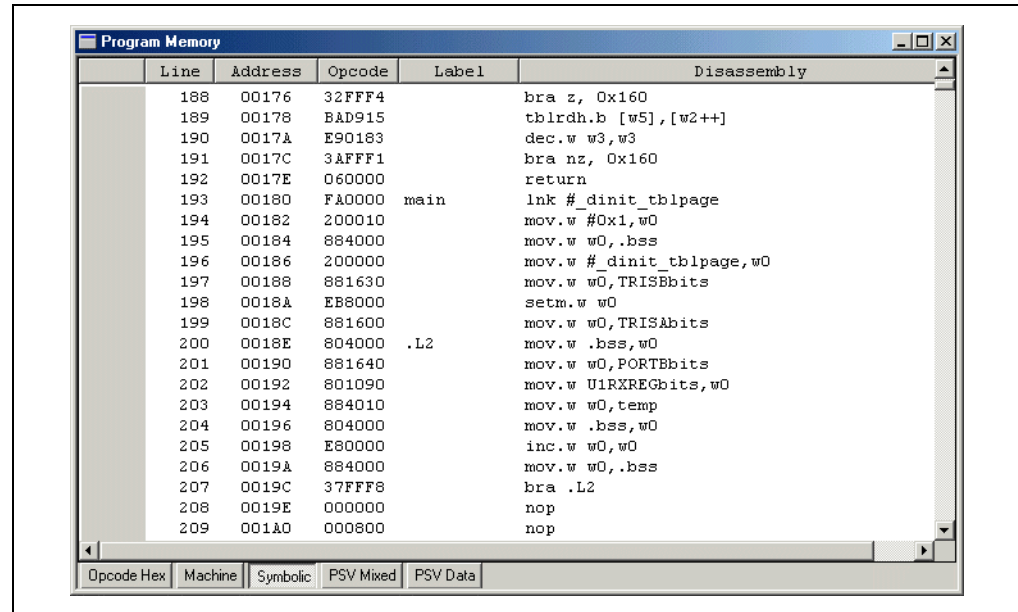 Program Memory
Line Address Opcode Label Disassembly
188 00176 32FFF4 bra z, 0x160
189 00178 BAD915 tblrdh.b [w5],[w2++]
190 0017A E90183 dec.w w3,w3
191 0017C 3AFFF1 bra nz, 0x160
192 0017E 060000 return
193 00180 FA0000 main lnk #_dinit_tblpage
194 00182 200010 mov.w #0x1,w0
195 00184 884000 mov.w w0,.bss
196 00186 200000 mov.w #_dinit_tblpage,w0
197 00188 881630 mov.w w0,TRISBbits
198 0018A EB8000 setm.w w0
199 0018C 881600 mov.w w0,TRISAbits
200 0018E 804000 .L2 mov.w .bss,w0
201 00190 881640 mov.w w0,PORTBbits
202 00192 801090 mov.w U1RXREGbits,w0
203 00194 884010 mov.w w0,temp
204 00196 804000 mov.w .bss,w0
205 00198 E80000 inc.w w0,w0
206 0019A 884000 mov.w w0,.bss
207 0019C 37FFF8 bra .L2
208 0019E 000000 nop
209 001A0 000800 nop
Opcode Hex Machine Symbolic PSV Mixed PSV Data